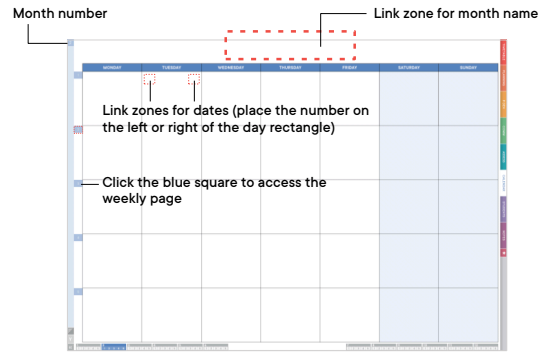 Month number
Link zone for month name
MONDAY
TUESDAY
WEDNESDAY
THURSDAY
FRIDAY
SATURDAY
SUNDAY
Link zones for dates (place the number on
the left or right of the day rectangle)
Click the blue square to access the
weekly page